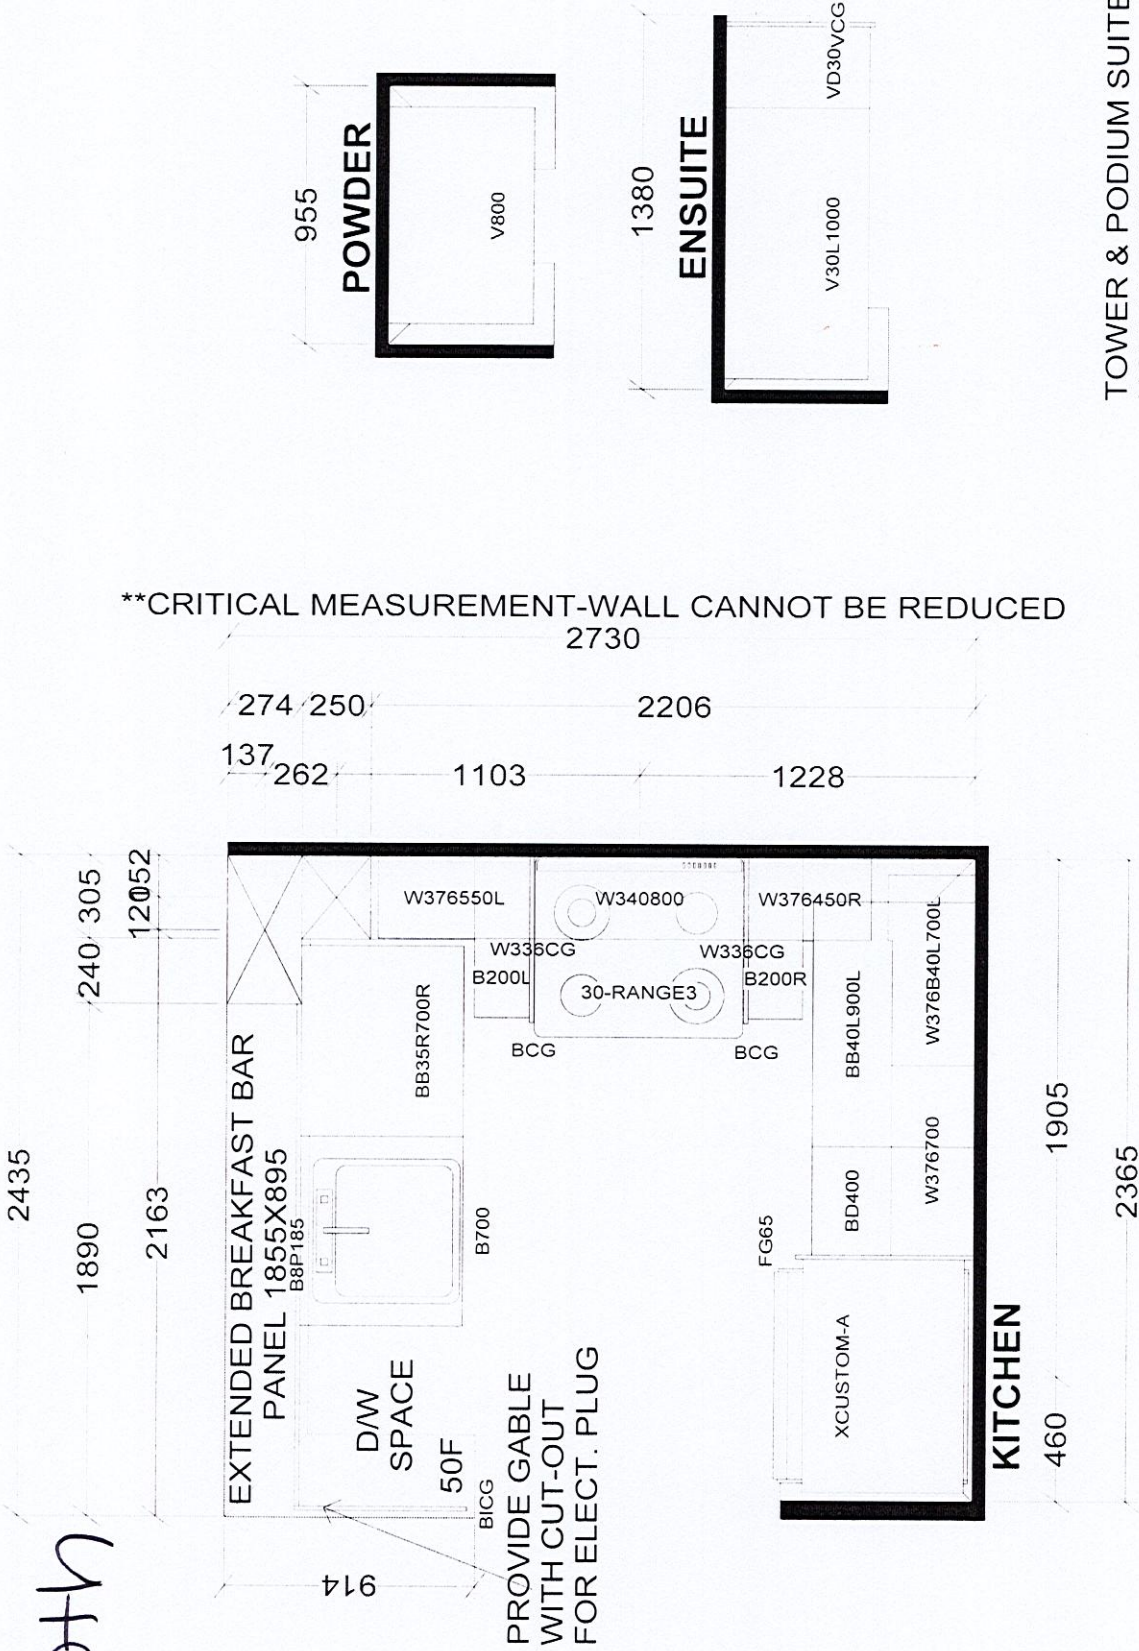 955
POWDER
V800
1380
ENSUITE
V30L1000
VD30VCG
TOWER & PODIUM SUITE
**CRITICAL MEASUREMENT-WALL CANNOT BE REDUCED
2730
274 250 2206
137 262 1103 1228
2435
240 305
1890
12052
2163
EXTENDED BREAKFAST BAR
PANEL 1855X895
B8P185
W376550L
W340800
W376450R
W336CG
W336CG
B200L
30-RANGE3
B200R
BCG
BCG
BB35R700R
BB40L900L
W376B40L700L
B700
BD400
W376700
FG65
D/W
SPACE
50F
BICG
XCUSTOM-A
914
PROVIDE GABLE
WITH CUT-OUT
FOR ELECT. PLUG
KITCHEN
460
1905
2365